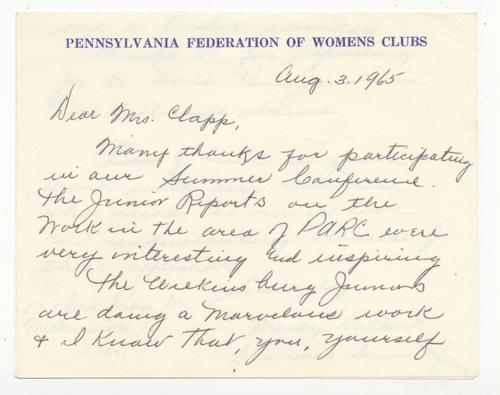 PENNSYLVANIA FEDERATION OF WOMENS CLUBS
Aug. 3. 1965
Dear Mrs. Clapp,
Many thanks for participating
in our Summer Conference.
The Junior Reports on the
Work in the area of PARC were
very interesting and inspiring
The Wilkinsburg Juniors
are doing a marvelous work
& I know that, you, yourself